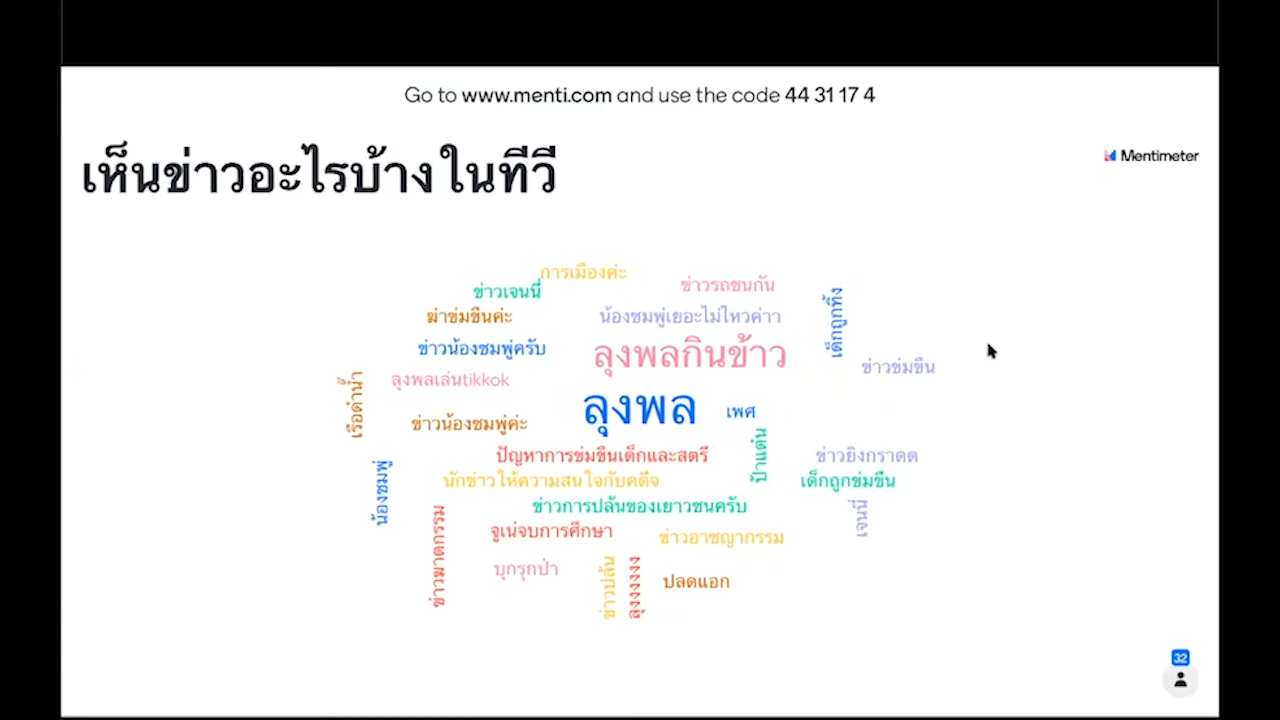 Go to www.menti.com and use the code 44 31 17 4
เห็นข่าวอะไรบ้างในทีวี
Mentimeter
การเมืองค่ะ
ข่าวเจนนี่
ข่าวรถชนกัน
เด็กถูกทิ้ง
ฆ่าข่มขืนค่ะ
น้องชมพู่เยอะไม่ไหวค่าา
ข่าวน้องชมพู่ครับ
ลุงพลกินข้าว
ข่าวข่มขืน
ลุงพลเล่นtikkok
เรือดำน้ำ
ลุงพล
เพศ
ข่าวน้องชมพู่ค่ะ
ป้าแต๋น
ปัญหาการข่มขืนเด็กและสตรี
ข่าวยิงกราดด
น้องชมพู่
นักข่าวให้ความสนใจกับคดีจ
เด็กถูกข่มขืน
ข่าวการปล้นของเยาวชนครับ
เจนนี่
ข่าวฆาตกรรม
จูเน่จบการศึกษา
ข่าวอาชญากรรม
บุกรุกป่า
ข่าวปล้น
ลุงงงงงง
ปลดแอก
32